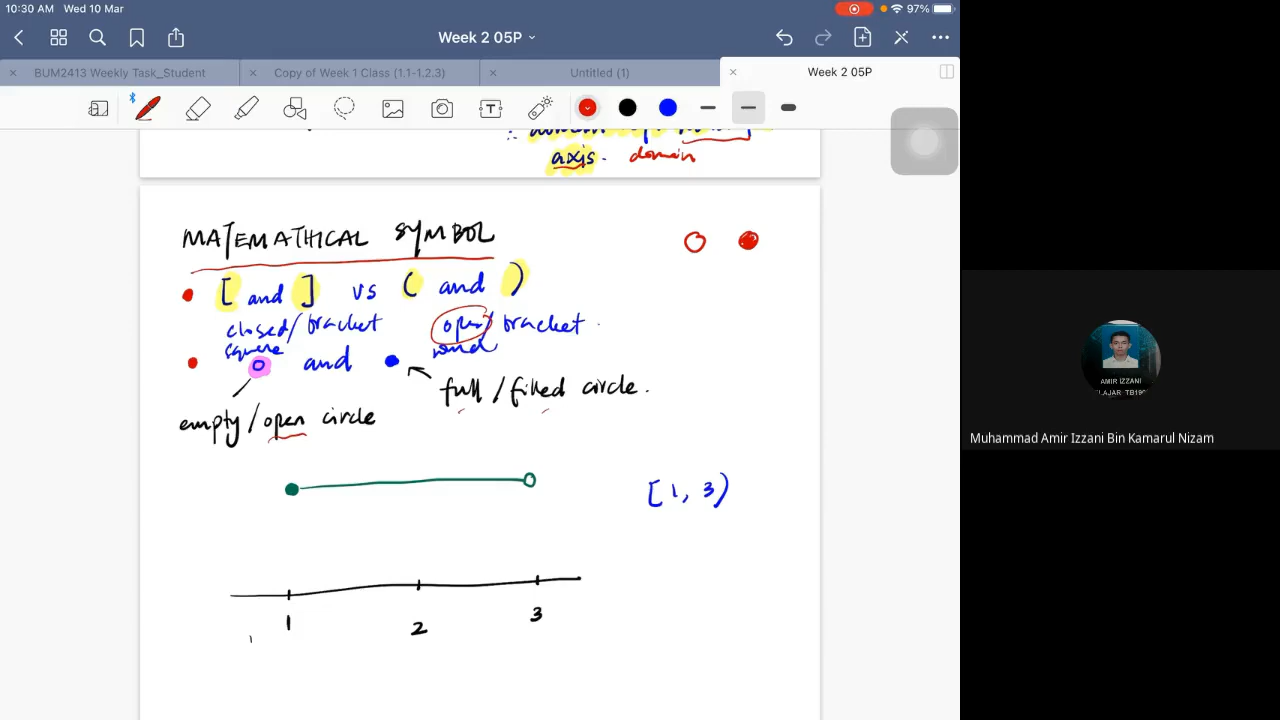 10:30 AM Wed 10 Mar
97%
Week 2 05P
BUM2413 Weekly Task_Student
Copy of Week 1 Class (1.1-1.2.3)
Untitled (1)
Week 2 05P
axis. domain
MATEMATHICAL SYMBOL
[ and ] vs ( and )
closed/bracket open/bracket
square
and
full/filled circle.
empty/open circle
[1, 3)
1 2 3
AMIR IZZANI
Muhammad Amir Izzani Bin Kamarul Nizam